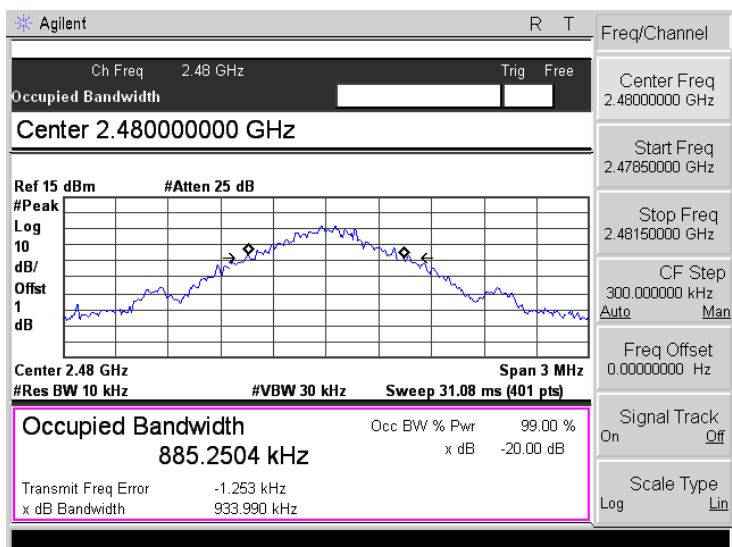 Agilent R T
Freq/Channel
Ch Freq 2.48 GHz Trig Free
Occupied Bandwidth
Center 2.480000000 GHz
Ref 15 dBm #Atten 25 dB
#Peak
Log
10
dB/
Offst
1
dB
Center 2.48 GHz Span 3 MHz
#Res BW 10 kHz #VBW 30 kHz Sweep 31.08 ms (401 pts)
Occupied Bandwidth Occ BW % Pwr 99.00 %
885.2504 kHz x dB -20.00 dB
Transmit Freq Error -1.253 kHz
x dB Bandwidth 933.990 kHz
Center Freq
2.48000000 GHz
Start Freq
2.47850000 GHz
Stop Freq
2.48150000 GHz
CF Step
300.000000 kHz
Auto Man
Freq Offset
0.00000000 Hz
Signal Track
On Off
Scale Type
Log Lin